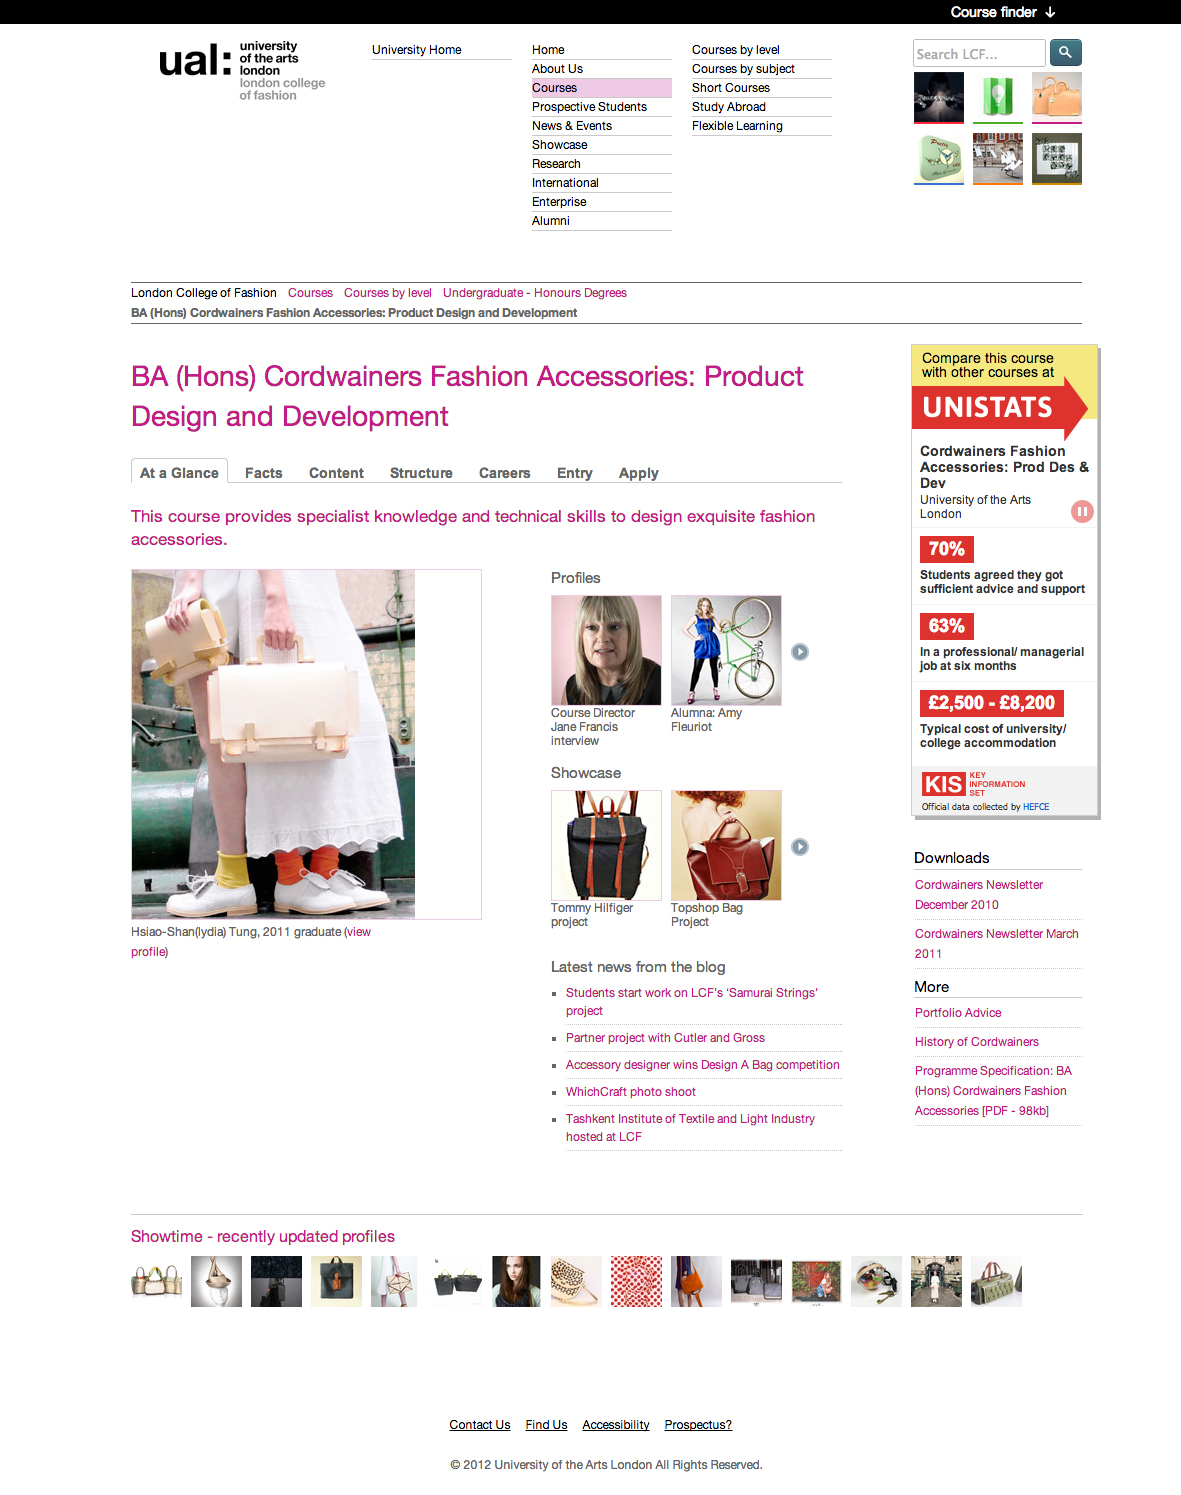 Course finder ↓
ual:
university
of the arts
london
london college
of fashion
University Home
Home
About Us
Courses
Prospective Students
News & Events
Showcase
Research
International
Enterprise
Alumni
Courses by level
Courses by subject
Short Courses
Study Abroad
Flexible Learning
Search LCF...
London College of Fashion Courses Courses by level Undergraduate - Honours Degrees
BA (Hons) Cordwainers Fashion Accessories: Product Design and Development
BA (Hons) Cordwainers Fashion Accessories: Product
Design and Development
At a Glance Facts Content Structure Careers Entry Apply
This course provides specialist knowledge and technical skills to design exquisite fashion
accessories.
Hsiao-Shan(lydia) Tung, 2011 graduate (view
profile)
Profiles
Course Director
Jane Francis
interview
Alumna: Amy
Fleuriot
Showcase
Tommy Hilfiger
project
Topshop Bag
Project
Latest news from the blog
Students start work on LCF's 'Samurai Strings'
project
Partner project with Cutler and Gross
Accessory designer wins Design A Bag competition
WhichCraft photo shoot
Tashkent Institute of Textile and Light Industry
hosted at LCF
Compare this course
with other courses at
UNISTATS
Cordwainers Fashion
Accessories: Prod Des &
Dev
University of the Arts
London
70%
Students agreed they got
sufficient advice and support
63%
In a professional/ managerial
job at six months
£2,500 - £8,200
Typical cost of university/
college accommodation
KIS
KEY
INFORMATION
SET
Official data collected by HEFCE
Downloads
Cordwainers Newsletter
December 2010
Cordwainers Newsletter March
2011
More
Portfolio Advice
History of Cordwainers
Programme Specification: BA
(Hons) Cordwainers Fashion
Accessories [PDF - 98kb]
Showtime - recently updated profiles
Contact Us Find Us Accessibility Prospectus?
© 2012 University of the Arts London All Rights Reserved.